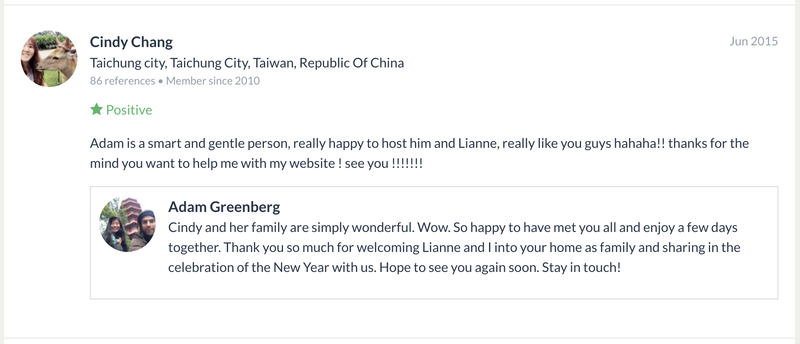 Cindy Chang
Jun 2015
Taichung city, Taichung City, Taiwan, Republic Of China
86 references • Member since 2010
Positive
Adam is a smart and gentle person, really happy to host him and Lianne, really like you guys hahaha!! thanks for the
mind you want to help me with my website ! see you !!!!!!!
Adam Greenberg
Cindy and her family are simply wonderful. Wow. So happy to have met you all and enjoy a few days
together. Thank you so much for welcoming Lianne and I into your home as family and sharing in the
celebration of the New Year with us. Hope to see you again soon. Stay in touch!